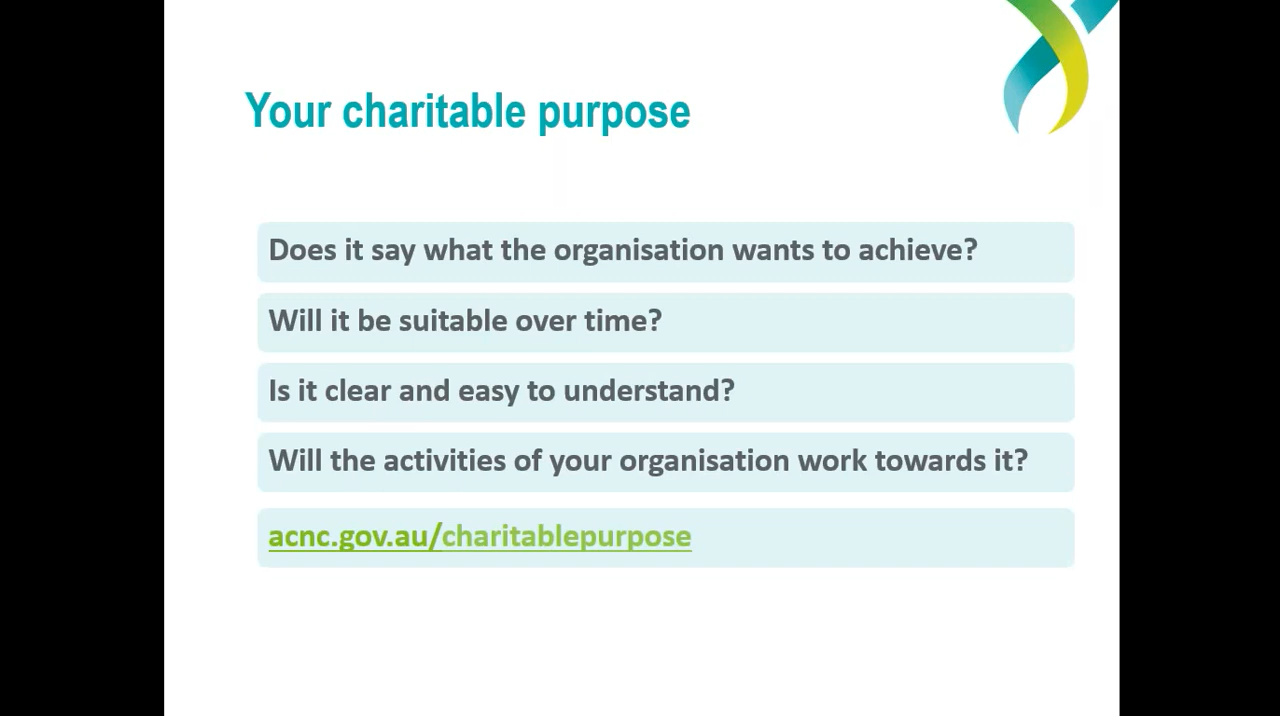 Your charitable purpose
Does it say what the organisation wants to achieve?
Will it be suitable over time?
Is it clear and easy to understand?
Will the activities of your organisation work towards it?
acnc.gov.au/charitablepurpose